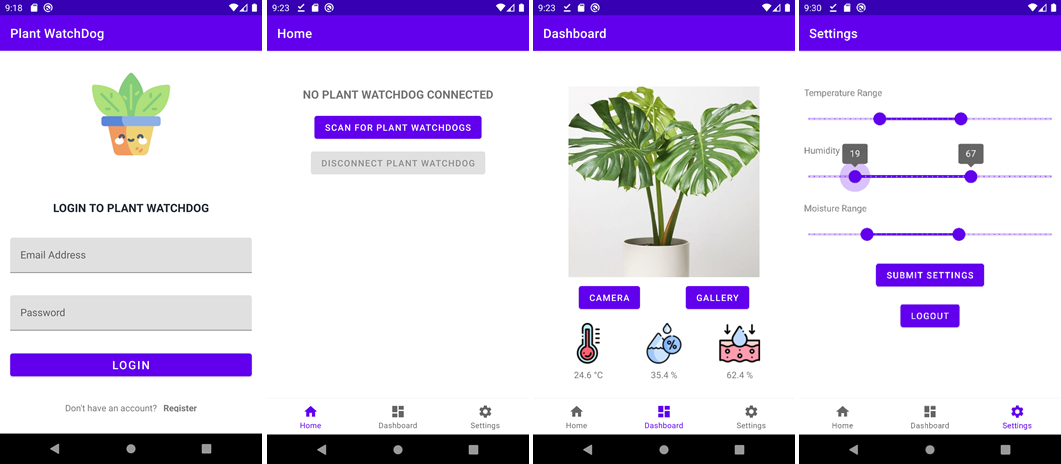 9:18
Plant WatchDog
LOGIN TO PLANT WATCHDOG
Email Address
Password
LOGIN
Don't have an account? Register
9:23
Home
NO PLANT WATCHDOG CONNECTED
SCAN FOR PLANT WATCHDOGS
DISCONNECT PLANT WATCHDOG
Home Dashboard Settings
9:23
Dashboard
CAMERA GALLERY
%
24.6 °C 35.4 % 62.4 %
Home Dashboard Settings
9:30
Settings
Temperature Range
Humidity 19 67
Moisture Range
SUBMIT SETTINGS
LOGOUT
Home Dashboard Settings